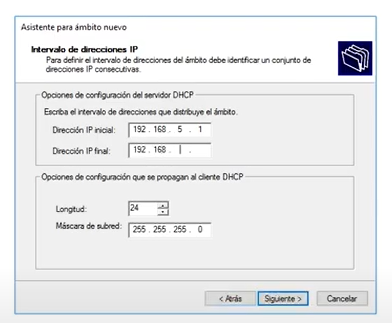 Asistente para ámbito nuevo
Intervalo de direcciones IP
Para definir el intervalo de direcciones del ámbito debe identificar un conjunto de
direcciones IP consecutivas.
Opciones de configuración del servidor DHCP
Escriba el intervalo de direcciones que distribuye el ámbito.
Dirección IP inicial: 192 . 168 . 5 . 1
Dirección IP final: 192 . 168 . | .
Opciones de configuración que se propagan al cliente DHCP
Longitud: 24
Máscara de subred: 255 . 255 . 255 . 0
< Atrás Siguiente > Cancelar